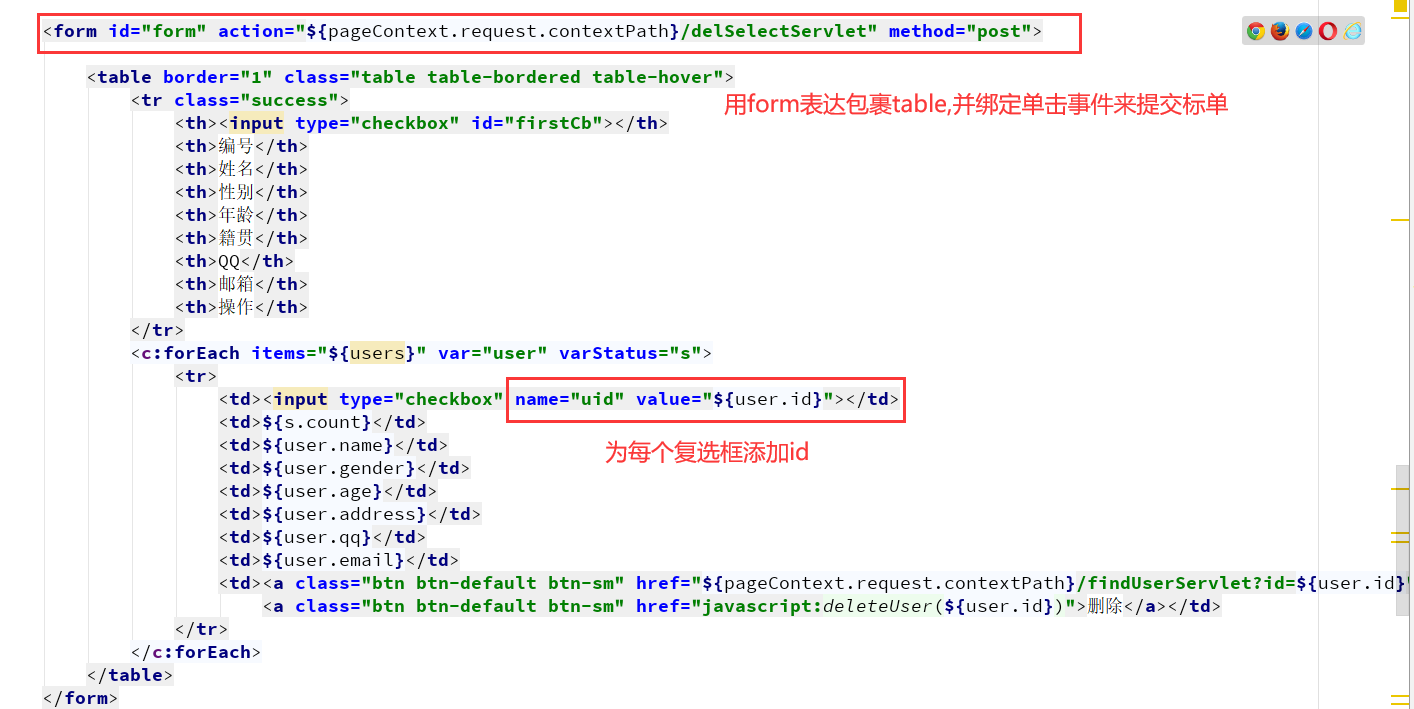 <form id="form" action="${pageContext.request.contextPath}/delSelectServlet" method="post">
<table border="1" class="table table-bordered table-hover">
<tr class="success">
用form表达包裹table,并绑定单击事件来提交标单
<th><input type="checkbox" id="firstCb"></th>
<th>编号</th>
<th>姓名</th>
<th>性别</th>
<th>年龄</th>
<th>籍贯</th>
<th>QQ</th>
<th>邮箱</th>
<th>操作</th>
</tr>
<c:forEach items="${users}" var="user" varStatus="s">
<tr>
<td><input type="checkbox" name="uid" value="${user.id}"></td>
<td>${s.count}</td>
<td>${user.name}</td>
为每个复选框添加id
<td>${user.gender}</td>
<td>${user.age}</td>
<td>${user.address}</td>
<td>${user.qq}</td>
<td>${user.email}</td>
<td><a class="btn btn-default btn-sm" href="${pageContext.request.contextPath}/findUserServlet?id=${user.id}"
<a class="btn btn-default btn-sm" href="javascript:deleteUser(${user.id})">删除</a></td>
</tr>
</c:forEach>
</table>
</form>